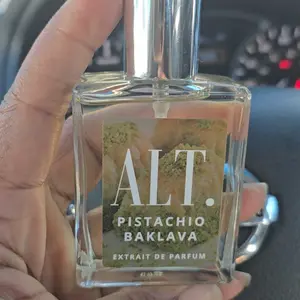 ALT.
PISTACHIO
BAKLAVA
EXTRAIT DE PARFUM